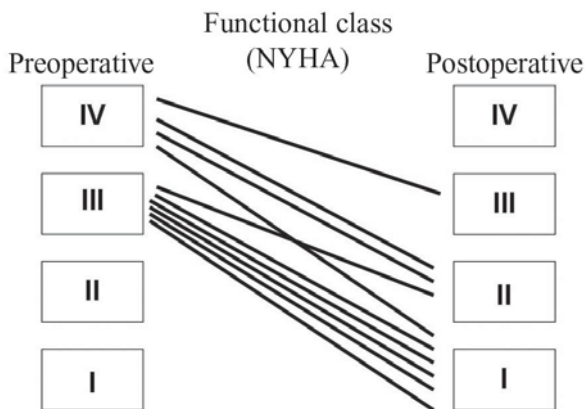 Functional class
(NYHA)
Preoperative
Postoperative
IV
IV
III
III
II
II
I
I